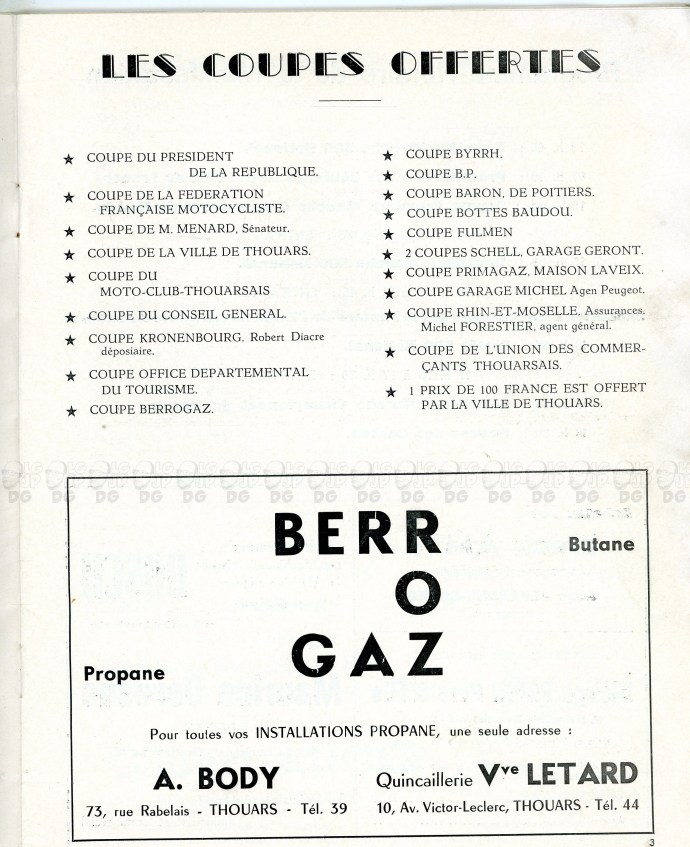 LES COUPES OFFERTES
★ COUPE DU PRESIDENT
DE LA REPUBLIQUE.
★ COUPE DE LA FEDERATION
FRANÇAISE MOTOCYCLISTE.
★ COUPE DE M. MENARD, Sénateur.
★ COUPE DE LA VILLE DE THOUARS.
★ COUPE DU
MOTO-CLUB-THOUARSAIS
★ COUPE DU CONSEIL GENERAL.
★ COUPE KRONENBOURG. Robert Diacre
déposiaire.
★ COUPE OFFICE DEPARTEMENTAL
DU TOURISME.
★ COUPE BERROGAZ.
★ COUPE BYRRH.
★ COUPE B.P.
★ COUPE BARON, DE POITIERS.
★ COUPE BOTTES BAUDOU.
★ COUPE FULMEN
★ 2 COUPES SCHELL, GARAGE GERONT.
★ COUPE PRIMAGAZ, MAISON LAVEIX.
★ COUPE GARAGE MICHEL Agen Peugeot.
★ COUPE RHIN-ET-MOSELLE, Assurances,
Michel FORESTIER, agent général.
★ COUPE DE L'UNION DES COMMER-
ÇANTS THOUARSAIS.
★ 1 PRIX DE 100 FRANCE EST OFFERT
PAR LA VILLE DE THOUARS.
BERR
Butane
O
GAZ
Propane
Pour toutes vos INSTALLATIONS PROPANE, une seule adresse :
A. BODY
73, rue Rabelais - THOUARS - Tél. 39
Quincaillerie Vve LETARD
10, Av. Victor-Leclerc, THOUARS - Tél. 44
3